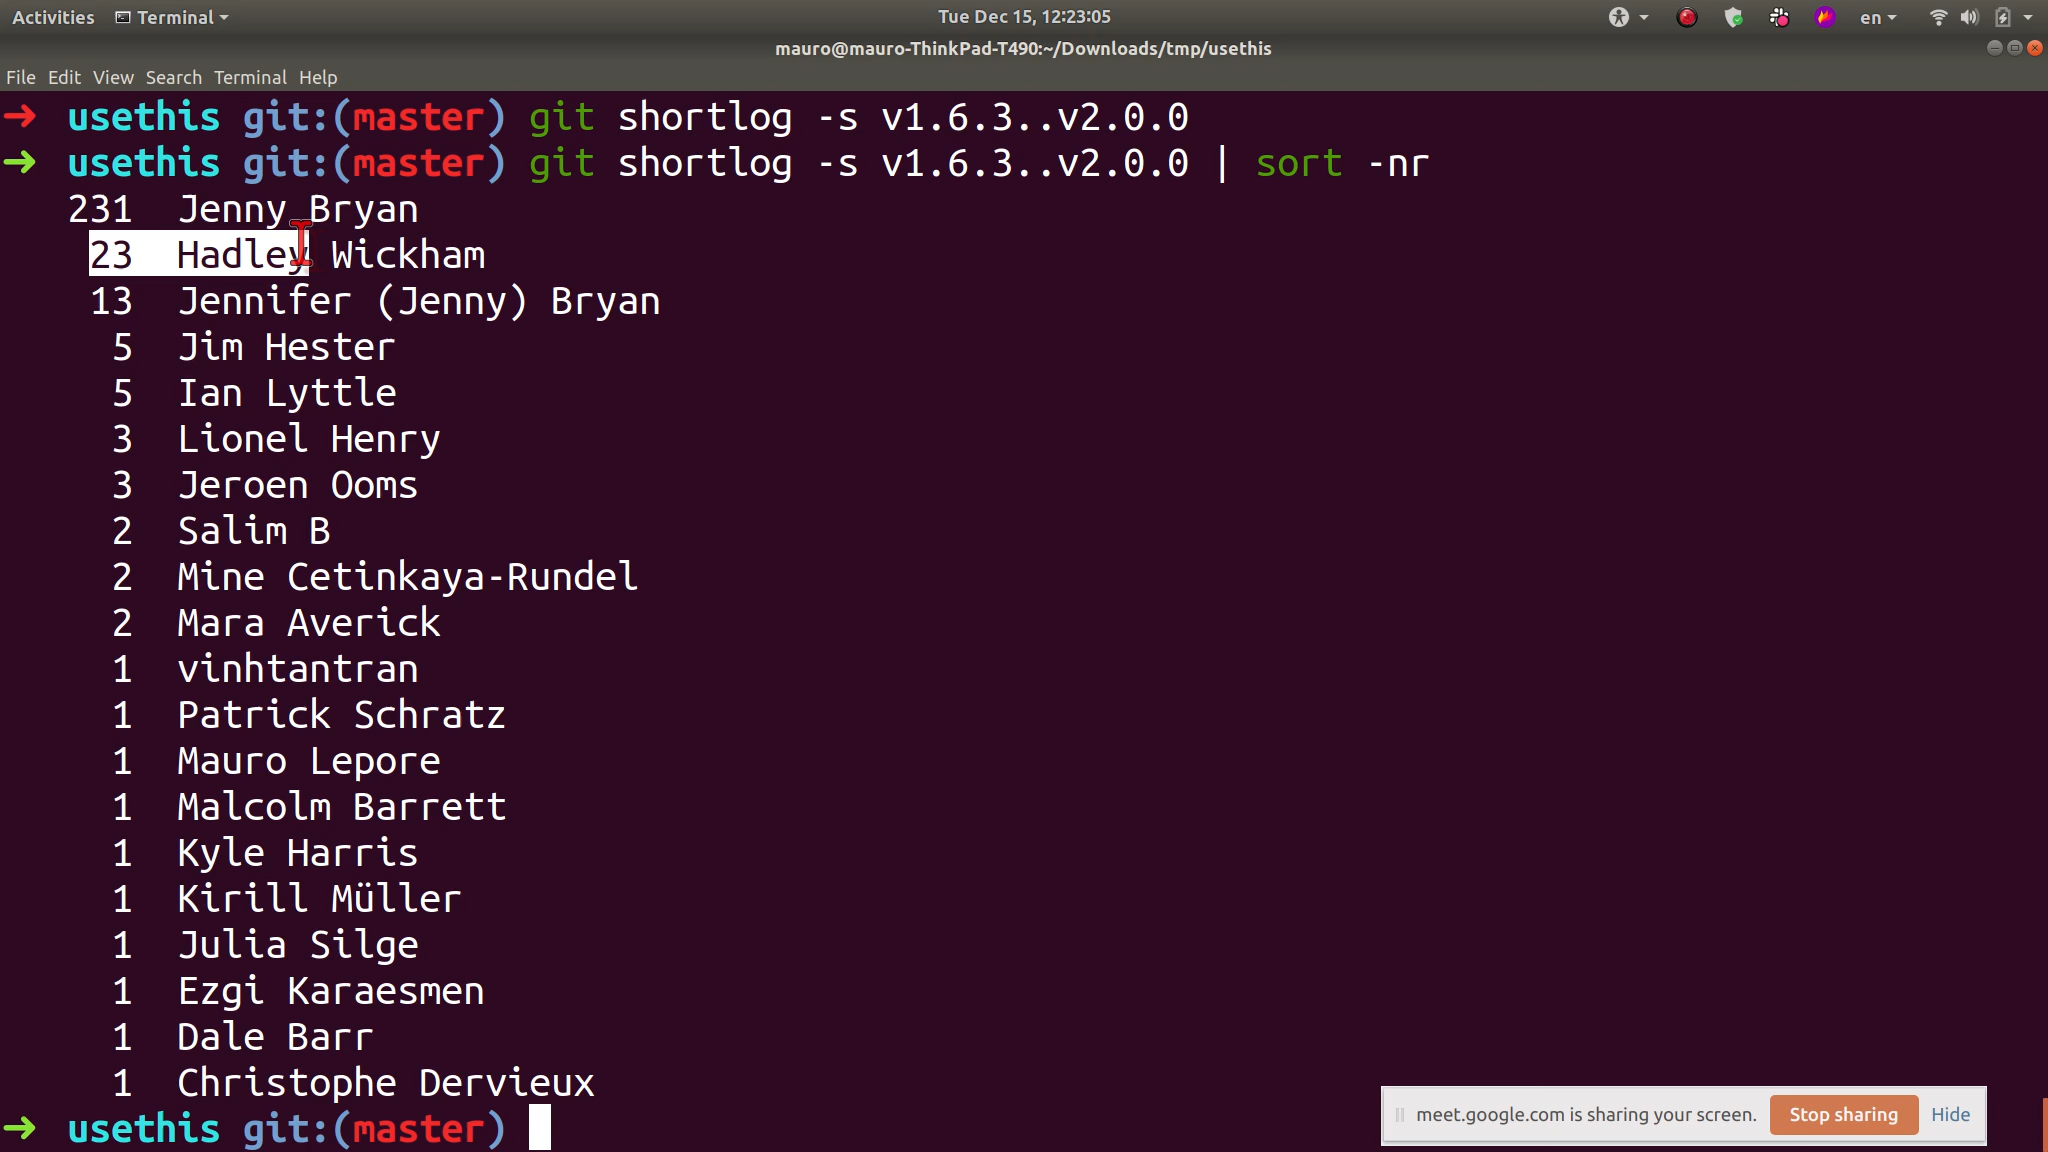 Activities Terminal Tue Dec 15, 12:23:05 en
mauro@mauro-ThinkPad-T490:~/Downloads/tmp/usethis
File Edit View Search Terminal Help
➜ usethis git:(master) git shortlog -s v1.6.3..v2.0.0
➜ usethis git:(master) git shortlog -s v1.6.3..v2.0.0 | sort -nr
231 Jenny Bryan
23 Hadley Wickham
13 Jennifer (Jenny) Bryan
5 Jim Hester
5 Ian Lyttle
3 Lionel Henry
3 Jeroen Ooms
2 Salim B
2 Mine Cetinkaya-Rundel
2 Mara Averick
1 vinhtantran
1 Patrick Schratz
1 Mauro Lepore
1 Malcolm Barrett
1 Kyle Harris
1 Kirill Müller
1 Julia Silge
1 Ezgi Karaesmen
1 Dale Barr
1 Christophe Dervieux
➜ usethis git:(master)
meet.google.com is sharing your screen. Stop sharing Hide